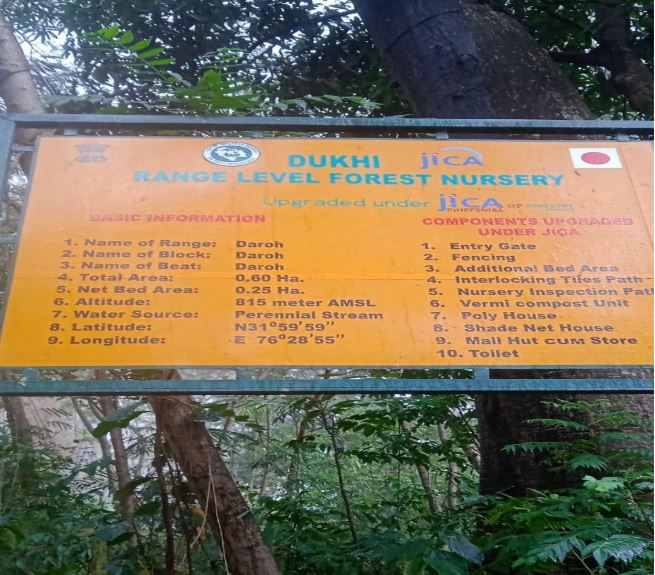 DUKHI jica
RANGE LEVEL FOREST NURSERY
Upgraded under jica
PIHPFEM&L HP FORESTRY
BASIC INFORMATION
1. Name of Range: Daroh
2. Name of Block: Daroh
3. Name of Beat: Daroh
4. Total Area: 0.60 Ha.
5. Net Bed Area: 0.25 Ha.
6. Altitude: 815 meter AMSL
7. Water Source: Perennial Stream
8. Latitude: N31°59'59"
9. Longitude: E 76°28'55"
COMPONENTS UPGRADED
UNDER JICA
1. Entry Gate
2. Fencing
3. Additional Bed Area
4. Interlocking Tiles Path
5. Nursery Inspection Path
6. Vermi compost Unit
7. Poly House
8. Shade Net House
9. Mali Hut CUM Store
10. Toilet